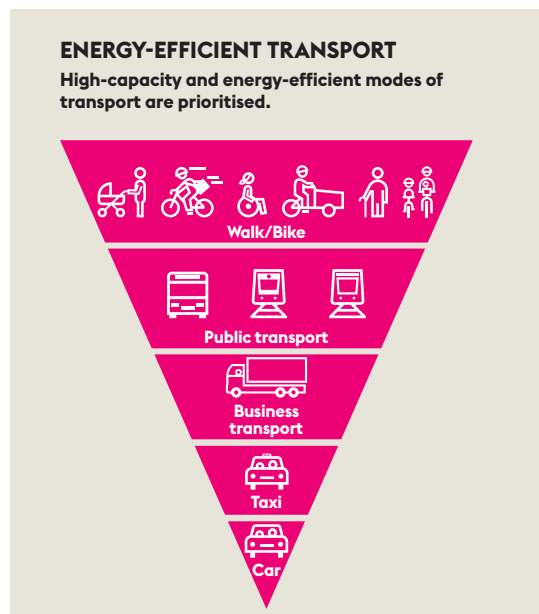 ENERGY-EFFICIENT TRANSPORT
High-capacity and energy-efficient modes of
transport are prioritised.
Walk/Bike
Public transport
Business
transport
Taxi
Car